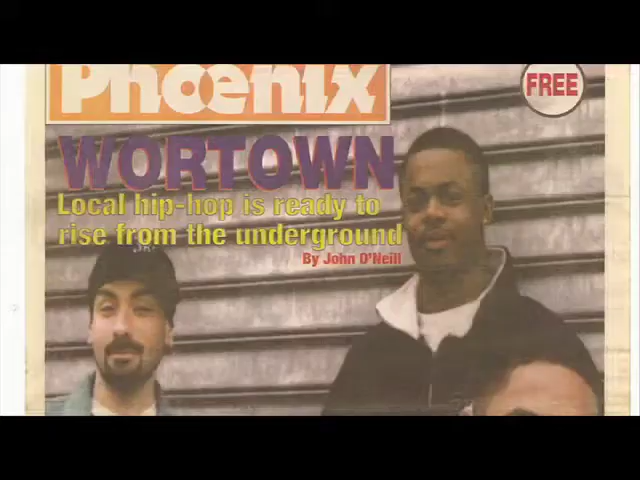 Phoenix
FREE
WORTOWN
Local hip-hop is ready to
rise from the underground
By John O'Neill